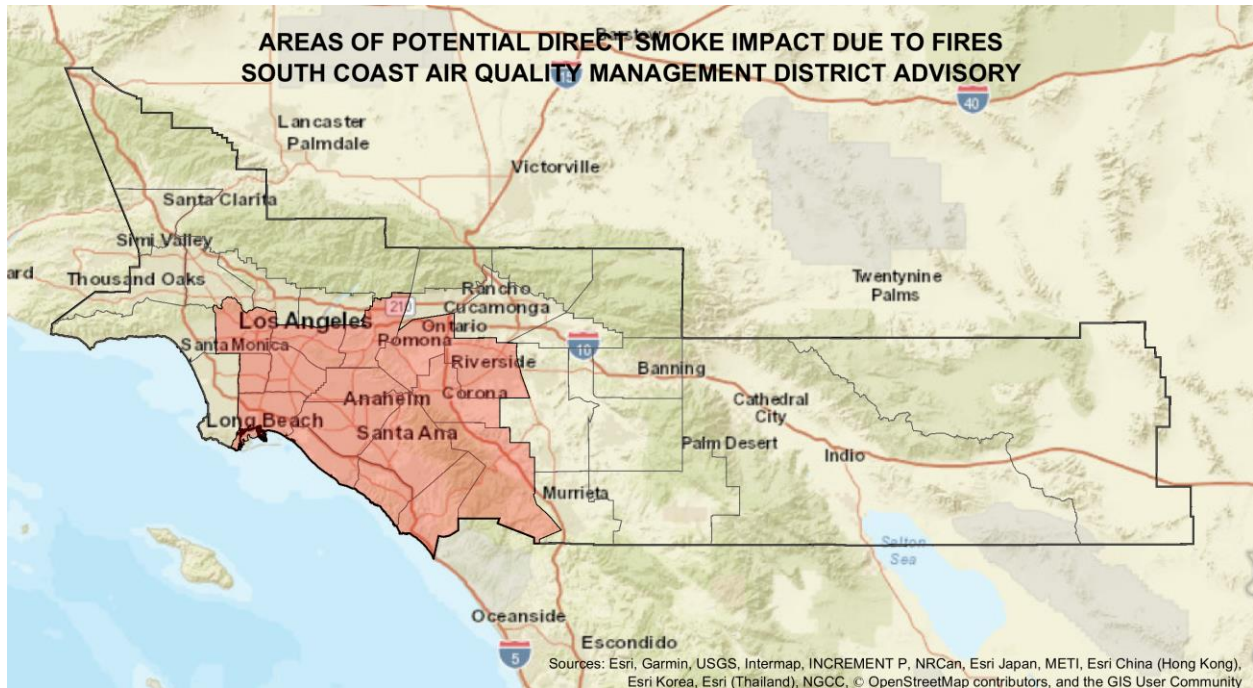 AREAS OF POTENTIAL DIRECT SMOKE IMPACT DUE TO FIRES
SOUTH COAST AIR QUALITY MANAGEMENT DISTRICT ADVISORY
Barstow
15
40
Lancaster
Palmdale
Victorville
Santa Clarita
Simi Valley
ard
Thousand Oaks
Twentynine
Palms
Rancho
Cucamonga
210
Los Angeles
Ontario
Santa Monica
Pomona
10
Riverside
Banning
Anaheim
Corona
Cathedral
City
Long Beach
Santa Ana
Palm Desert
Indio
Murrieta
Salton
Sea
Oceanside
Escondido
5
Sources: Esri, Garmin, USGS, Intermap, INCREMENT P, NRCan, Esri Japan, METI, Esri China (Hong Kong),
Esri Korea, Esri (Thailand), NGCC, © OpenStreetMap contributors, and the GIS User Community